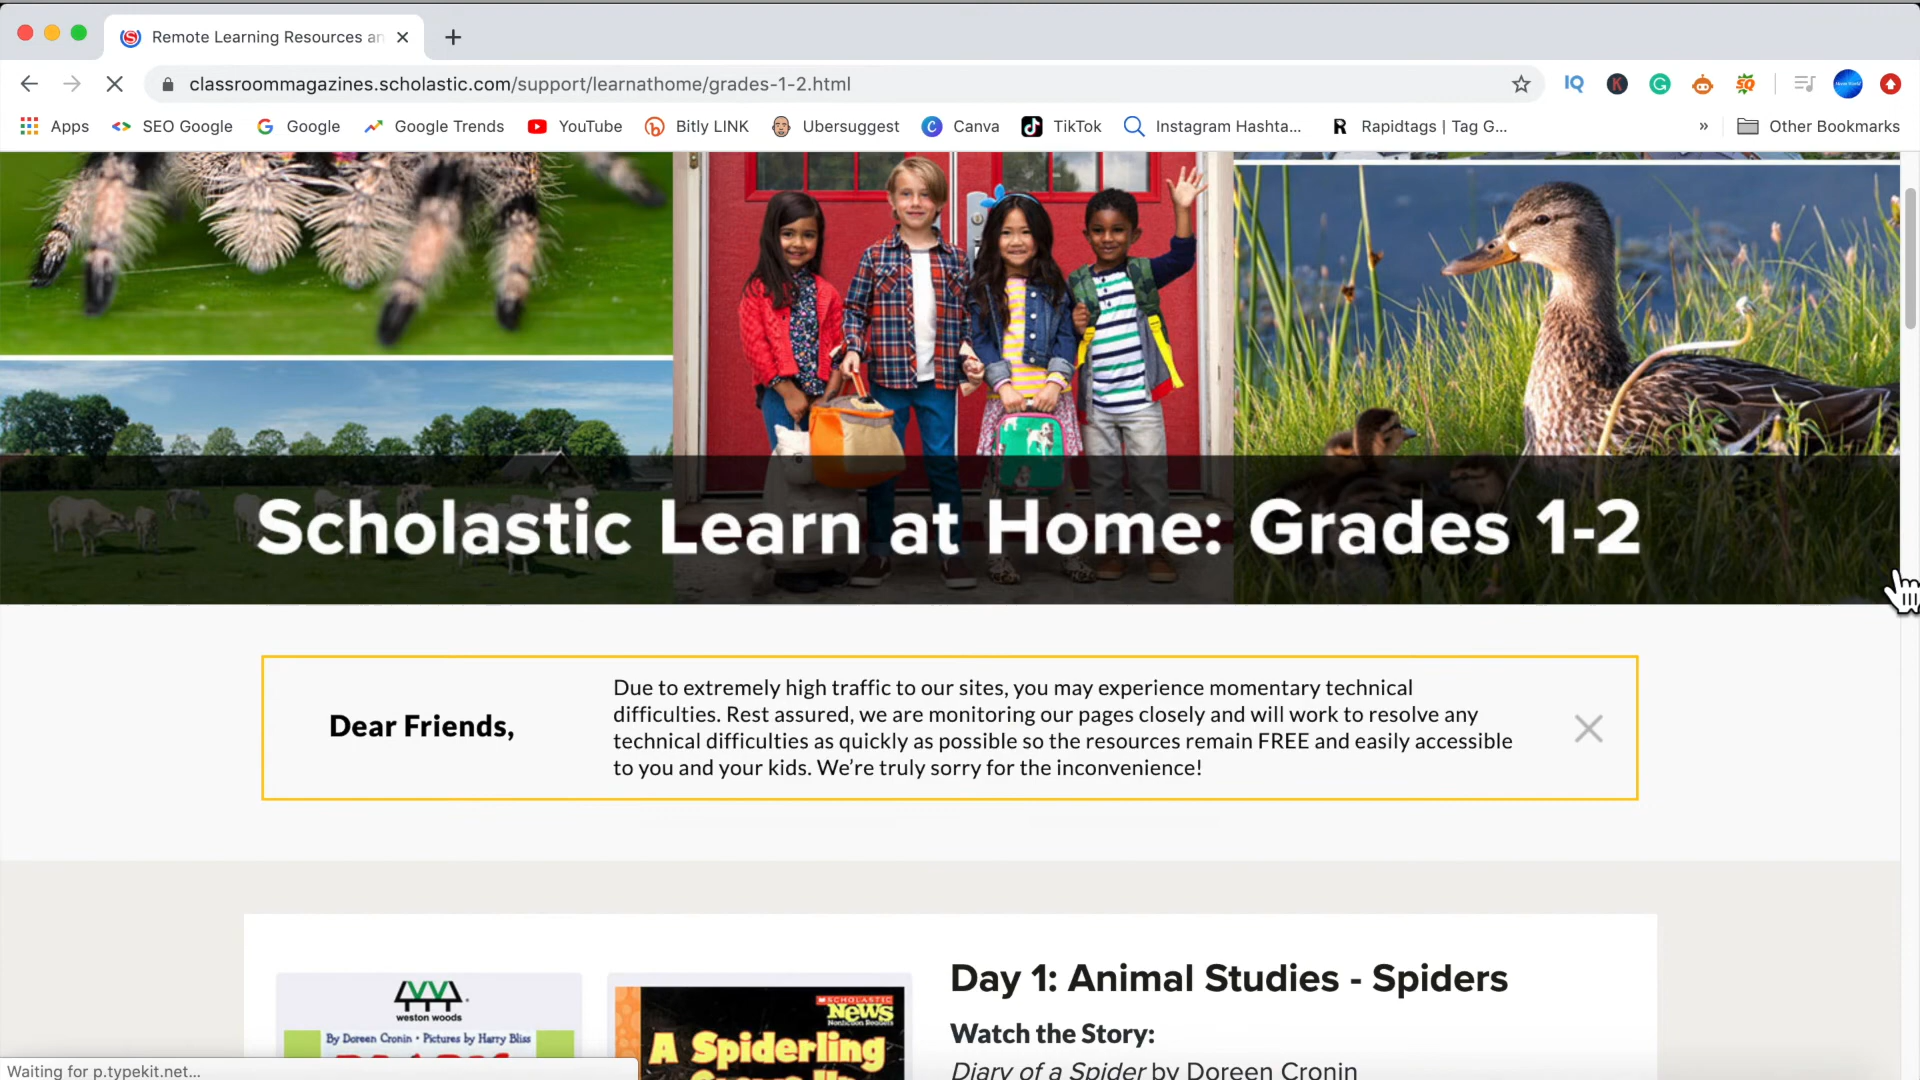 Remote Learning Resources an
classroommagazines.scholastic.com/support/learnathome/grades-1-2.html
IQ K G SQ
Apps SEO Google Google Google Trends YouTube Bitly LINK Ubersuggest Canva TikTok Instagram Hashta... R Rapidtags | Tag G... » Other Bookmarks
Scholastic Learn at Home: Grades 1-2
Dear Friends,
Due to extremely high traffic to our sites, you may experience momentary technical
difficulties. Rest assured, we are monitoring our pages closely and will work to resolve any
technical difficulties as quickly as possible so the resources remain FREE and easily accessible
to you and your kids. We’re truly sorry for the inconvenience!
Day 1: Animal Studies - Spiders
Watch the Story:
Diary of a Spider by Doreen Cronin
weston woods
By Doreen Cronin • Pictures by Harry Bliss
SCHOLASTIC
News
Nonfiction Readers
A Spiderling
Waiting for p.typekit.net...